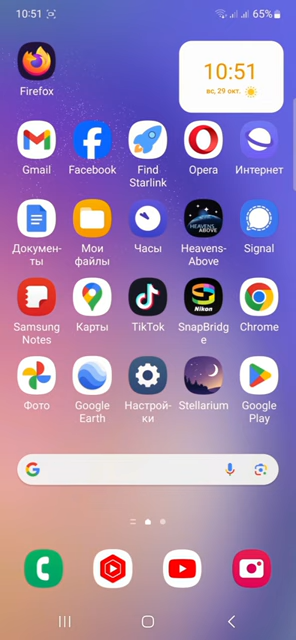 10:51
65%
10:51
вс, 29 окт.
Firefox
Gmail
Facebook
Find
Starlink
Opera
Интернет
Докумен-
ты
Мои
файлы
Часы
HEAVENS
ABOVE
Heavens-
Above
Signal
Samsung
Notes
Карты
TikTok
Nikon
SnapBridg
e
Chrome
Фото
Google
Earth
Настрой-
ки
Stellarium
Google
Play
G